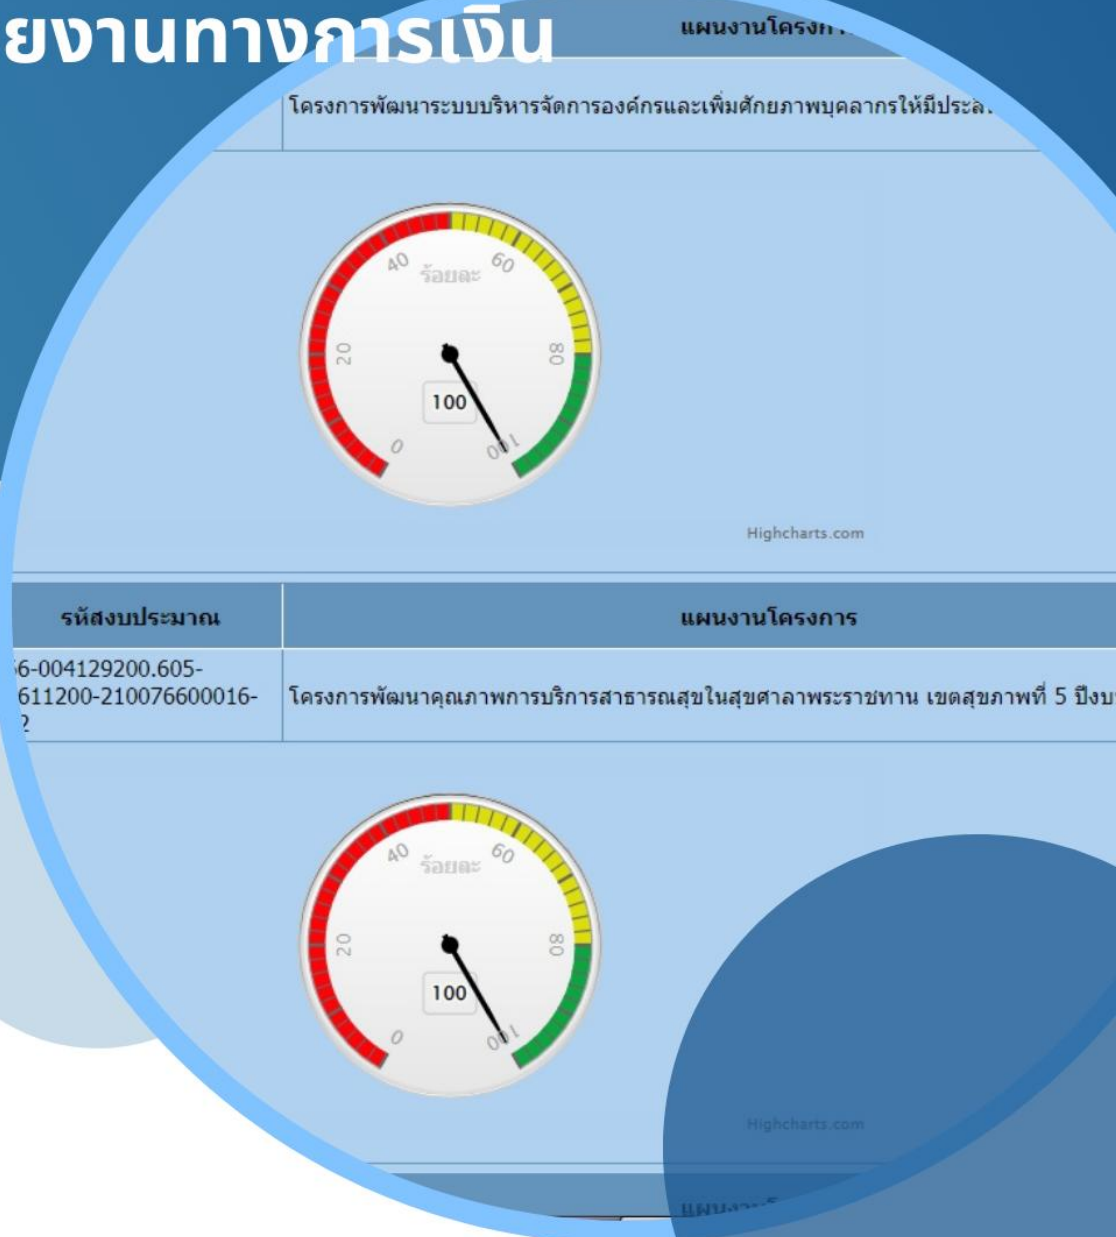 ยงานทางการเงิน
แผนงานโครงการ
โครงการพัฒนาระบบบริหารจัดการองค์กรและเพิ่มศักยภาพบุคลากรให้มี
40
ร้อยละ
60
20
80
100
0
100
Highcharts.com
รหัสงบประมาณ
แผนงานโครงการ
6-004129200.605-
611200-210076600016-
2
โครงการพัฒนาคุณภาพการบริการสาธารณสุขในสุขศาลาพระราชทาน เขตสุขภาพที่ 5
40
ร้อยละ
60
20
80
100
0
100
Highcharts.com